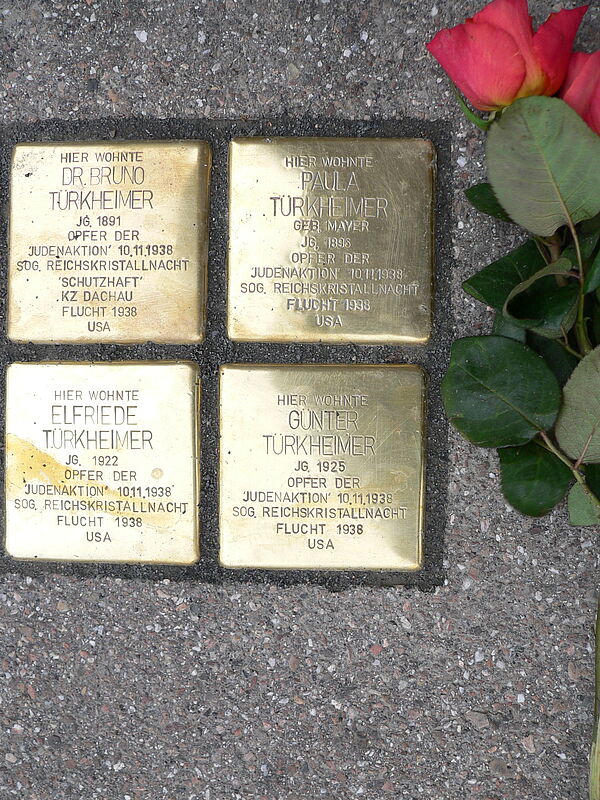 HIER WOHNTE
DR. BRUNO
TÜRKHEIMER
JG. 1891
OPFER DER
'JUDENAKTION' 10.11.1938
SOG. REICHSKRISTALLNACHT
'SCHUTZHAFT'
KZ DACHAU
FLUCHT 1938
USA
HIER WOHNTE
PAULA
TÜRKHEIMER
GEB. MAYER
JG. 1896
OPFER DER
'JUDENAKTION' 10.11.1938
SOG. REICHSKRISTALLNACHT
FLUCHT 1938
USA
HIER WOHNTE
ELFRIEDE
TÜRKHEIMER
JG. 1922
OPFER DER
'JUDENAKTION' 10.11.1938
SOG. REICHSKRISTALLNACHT
FLUCHT 1938
USA
HIER WOHNTE
GÜNTER
TÜRKHEIMER
JG. 1925
OPFER DER
'JUDENAKTION' 10.11.1938
SOG. REICHSKRISTALLNACHT
FLUCHT 1938
USA